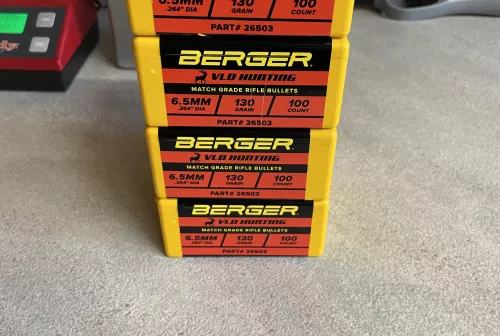 6.5MM 130 100
.264" DIA GRAIN COUNT
PART# 26503
BERGER
VLD HUNTING
MATCH GRADE RIFLE BULLETS
6.5MM 130 100
.264" DIA GRAIN COUNT
PART# 26503
BERGER
VLD HUNTING
MATCH GRADE RIFLE BULLETS
6.5MM 130 100
.264" DIA GRAIN COUNT
PART# 26503
BERGER
VLD HUNTING
MATCH GRADE RIFLE BULLETS
6.5MM 130 100
.264" DIA GRAIN COUNT
PART# 26503